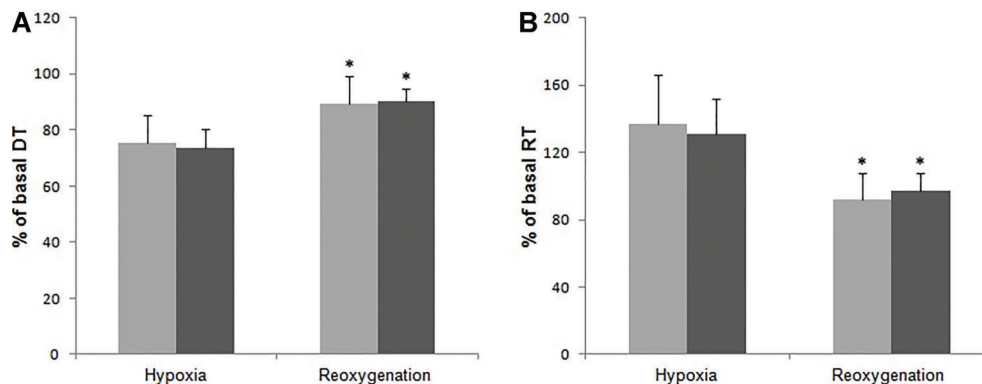 A
% of basal DT
120
100
80
60
40
20
0
* *
Hypoxia Reoxygenation
B
% of basal RT
200
160
120
80
40
0
* *
Hypoxia Reoxygenation